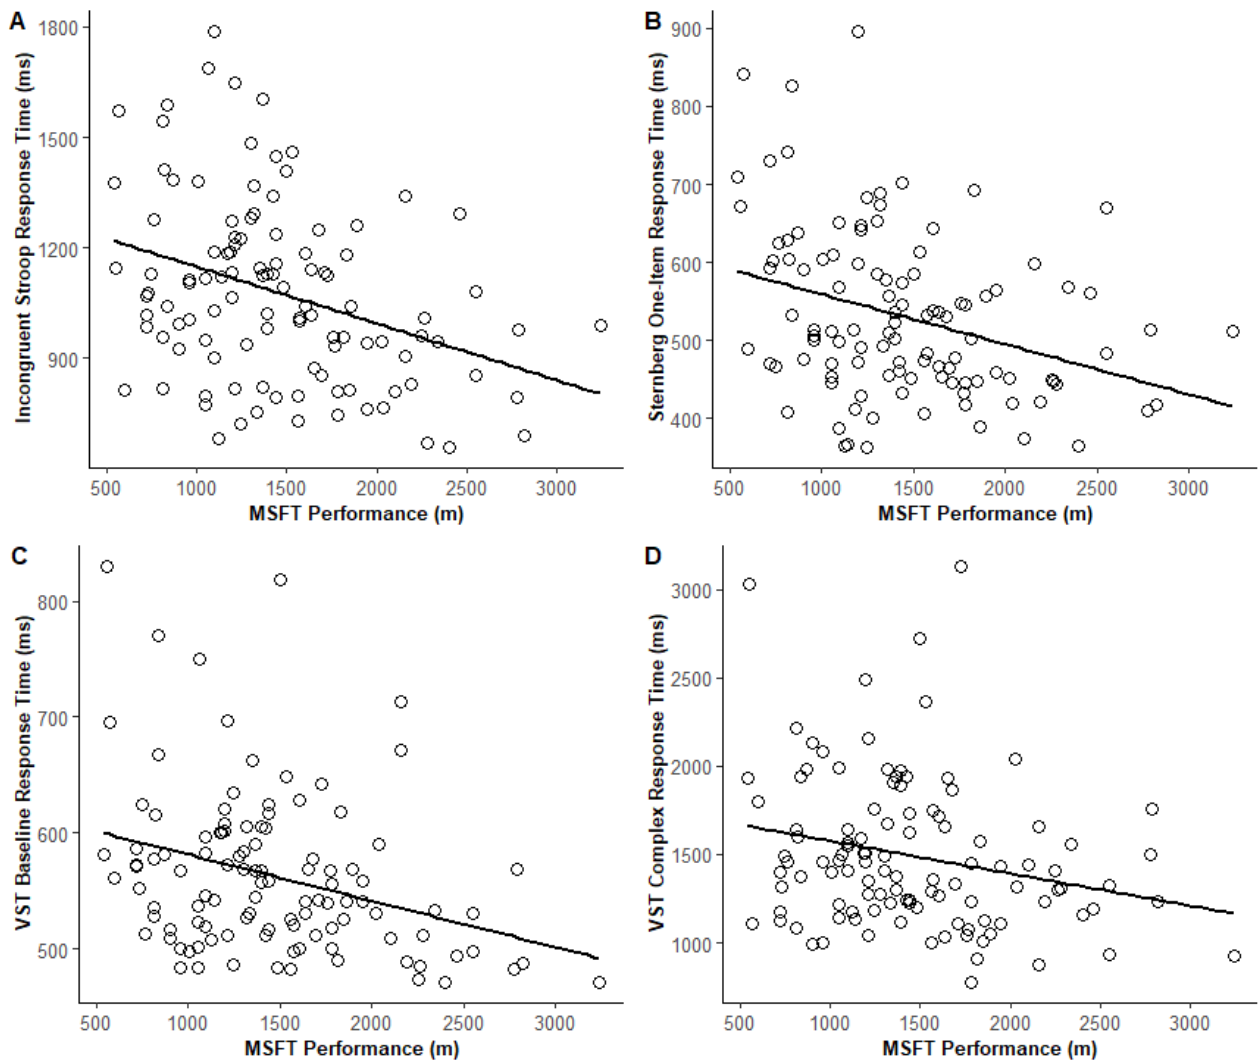 A
Incongruent Stroop Response Time (ms)
1800
1500
1200
900
500 1000 1500 2000 2500 3000
MSFT Performance (m)
B
Sternberg One-Item Response Time (ms)
900
800
700
600
500
400
500 1000 1500 2000 2500 3000
MSFT Performance (m)
C
VST Baseline Response Time (ms)
800
700
600
500
500 1000 1500 2000 2500 3000
MSFT Performance (m)
D
VST Complex Response Time (ms)
3000
2500
2000
1500
1000
500 1000 1500 2000 2500 3000
MSFT Performance (m)